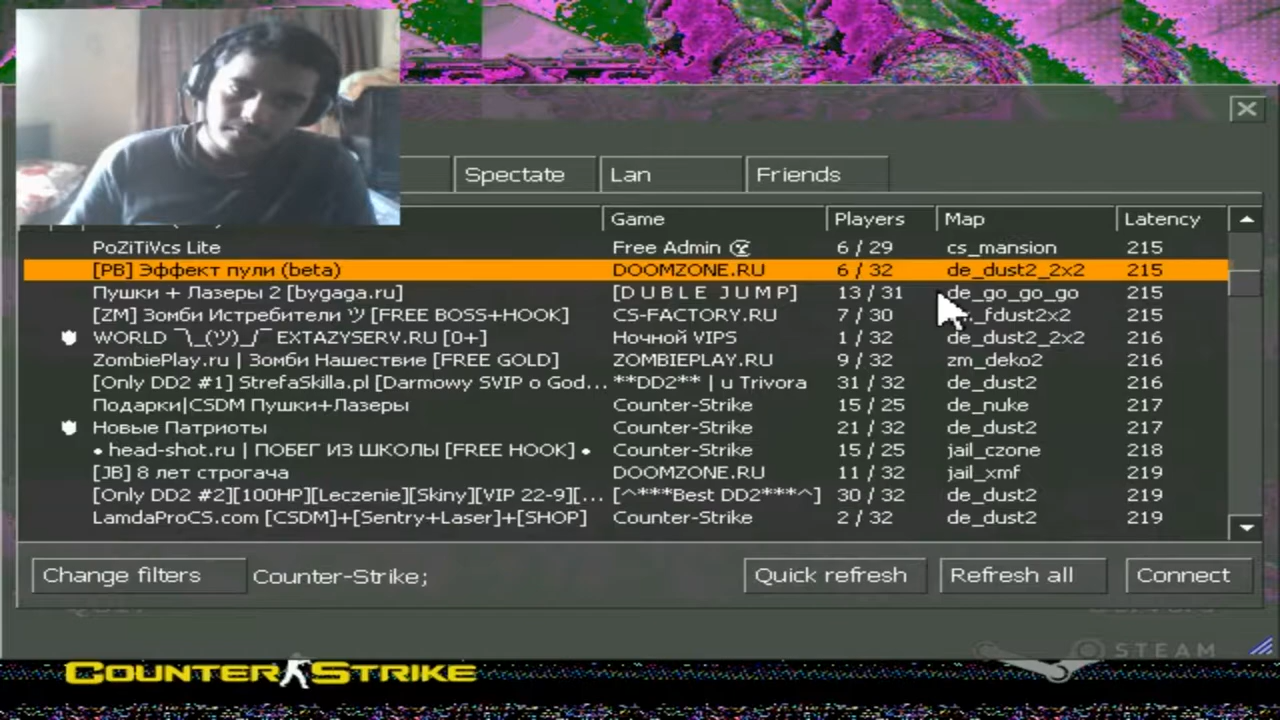 Spectate Lan Friends
Game Players Map Latency
PoZiTiVcs Lite Free Admin 6 / 29 cs_mansion 215
[PB] Эффект пули (beta) DOOMZONE.RU 6 / 32 de_dust2_2x2 215
Пушки + Лазеры 2 [bygaga.ru] [D U B L E J U M P] 13 / 31 de_go_go_go 215
[ZM] Зомби Истребители ツ [FREE BOSS+HOOK] CS-FACTORY.RU 7 / 30 _fdust2x2 215
WORLD ¯\_(ツ)_/¯ EXTAZYSERV.RU [0+] Ночной VIPS 1 / 32 de_dust2_2x2 216
ZombiePlay.ru | Зомби Нашествие [FREE GOLD] ZOMBIEPLAY.RU 9 / 32 zm_deko2 216
[Only DD2 #1] StrefaSkilla.pl [Darmowy SVIP o God... **DD2** | u Trivora 31 / 32 de_dust2 216
Подарки|CSDM Пушки+Лазеры Counter-Strike 15 / 25 de_nuke 217
Новые Патриоты Counter-Strike 21 / 32 de_dust2 217
• head-shot.ru | ПОБЕГ ИЗ ШКОЛЫ [FREE HOOK] • Counter-Strike 15 / 25 jail_czone 218
[JB] 8 лет строгача DOOMZONE.RU 11 / 32 jail_xmf 219
[Only DD2 #2][100HP][Leczenie][Skiny][VIP 22-9][... [^***Best DD2***^] 30 / 32 de_dust2 219
LamdaProCS.com [CSDM]+[Sentry+Laser]+[SHOP] Counter-Strike 2 / 32 de_dust2 219
Change filters Counter-Strike; Quick refresh Refresh all Connect
STEAM
COUNTER STRIKE